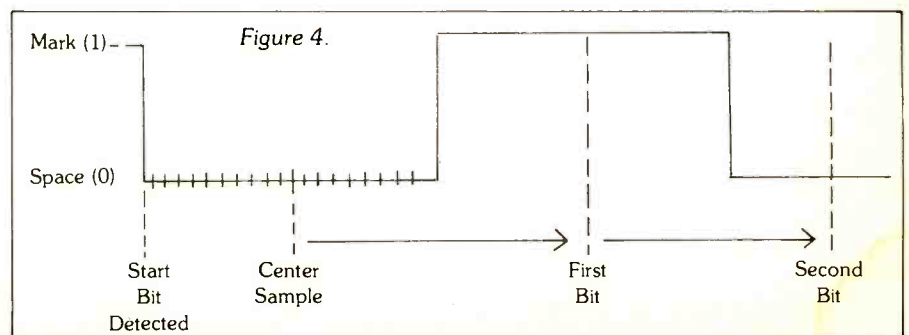 Figure 4.
Mark (1)
Space (0)
Start
Bit
Detected
Center
Sample
First
Bit
Second
Bit